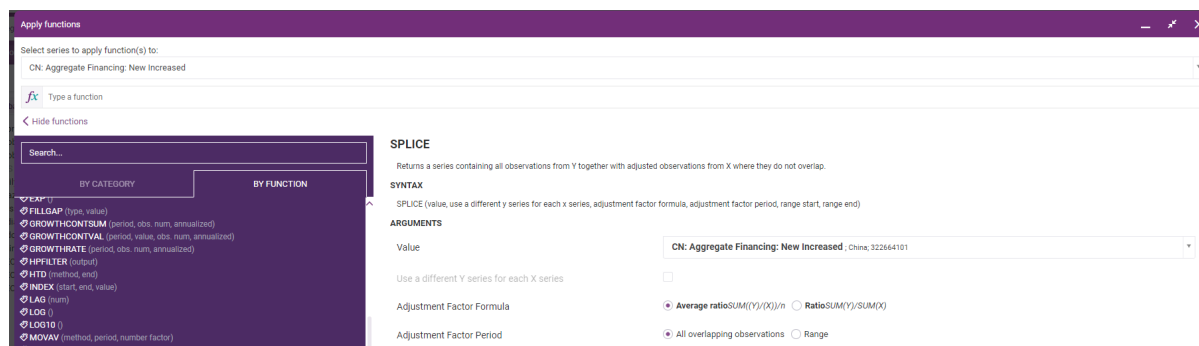 Apply functions
Select series to apply function(s) to:
CN: Aggregate Financing: New Increased
fx Type a function
Hide functions
Search...
BY CATEGORY BY FUNCTION
EXP ()
FILLGAP (type, value)
GROWTHCONTSUM (period, obs. num, annualized)
GROWTHCONTVAL (period, value, obs. num, annualized)
GROWTHRATE (period, obs. num, annualized)
HPFILTER (output)
HTD (method, end)
INDEX (start, end, value)
LAG (num)
LOG ()
LOG10 ()
MOVAV (method, period, number factor)
SPLICE
Returns a series containing all observations from Y together with adjusted observations from X where they do not overlap.
SYNTAX
SPLICE (value, use a different y series for each x series, adjustment factor formula, adjustment factor period, range start, range end)
ARGUMENTS
Value CN: Aggregate Financing: New Increased ; China; 322664101
Use a different Y series for each X series
Adjustment Factor Formula Average ratioSUM((Y)/(X))/n RatioSUM(Y)/SUM(X)
Adjustment Factor Period All overlapping observations Range